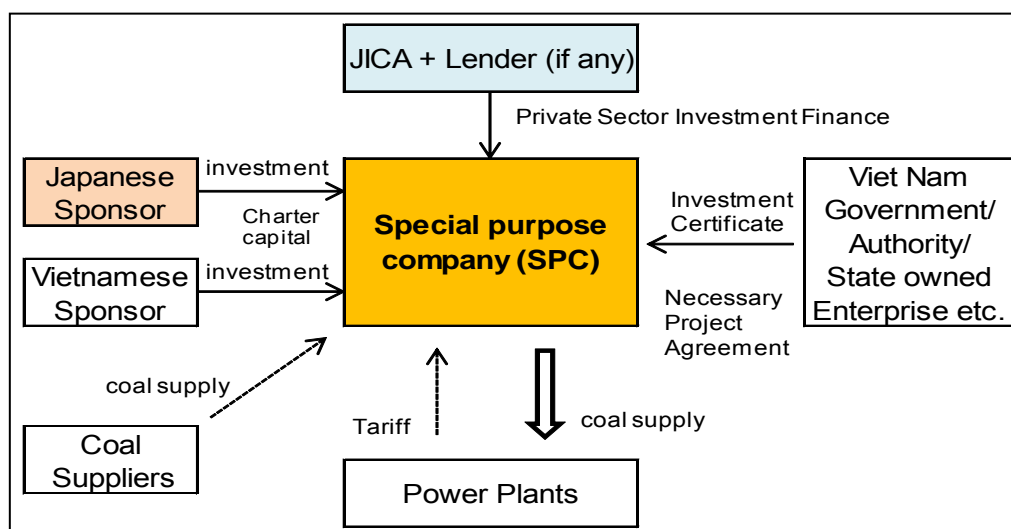 JICA + Lender (if any)
Private Sector Investment Finance
Japanese
Sponsor
investment
Charter
capital
Vietnamese
Sponsor
investment
Special purpose
company (SPC)
Investment
Certificate
Necessary
Project
Agreement
Viet Nam
Government/
Authority/
State owned
Enterprise etc.
coal supply
Coal
Suppliers
Tariff
coal supply
Power Plants